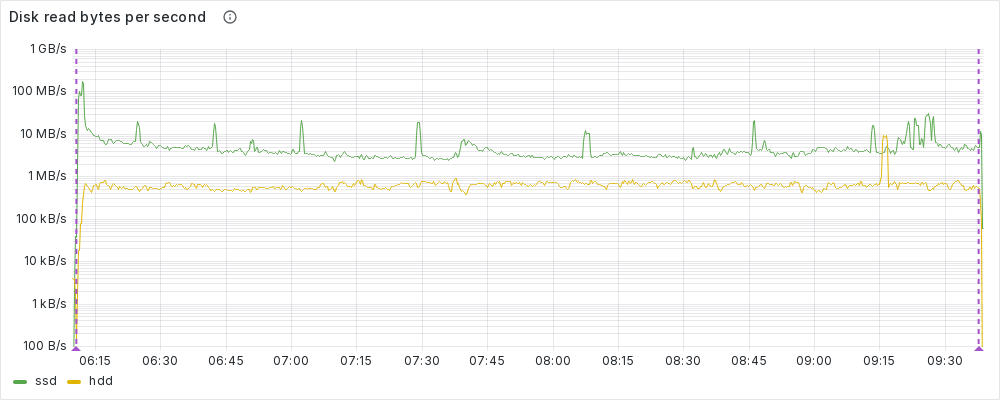 Disk read bytes per second
1 GB/s
100 MB/s
10 MB/s
1 MB/s
100 kB/s
10 kB/s
1 kB/s
100 B/s
06:15 06:30 06:45 07:00 07:15 07:30 07:45 08:00 08:15 08:30 08:45 09:00 09:15 09:30
ssd hdd